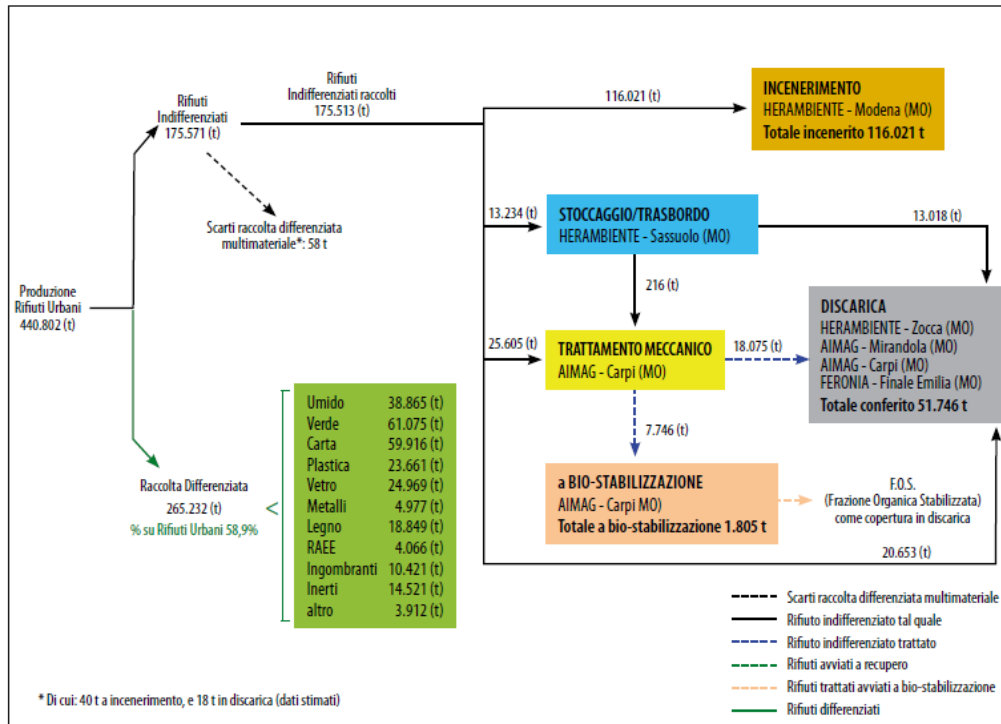 Rifiuti
Indifferenziati
175.571 (t)
Rifiuti
Indifferenziati raccolti
175.513 (t)
116.021 (t)
INCENERIMENTO
HERAMBIENTE - Modena (MO)
Totale incenerito 116.021 t
Scarti raccolta differenziata
multimateriale*: 58 t
13.234 (t)
STOCCAGGIO/TRASBORDO
HERAMBIENTE - Sassuolo (MO)
13.018 (t)
216 (t)
Produzione
Rifiuti Urbani
440.802 (t)
25.605 (t)
TRATTAMENTO MECCANICO
AIMAG - Carpi (MO)
18.075 (t)
DISCARICA
HERAMBIENTE - Zocca (MO)
AIMAG - Mirandola (MO)
AIMAG - Carpi (MO)
FERONIA - Finale Emilia (MO)
Totale conferito 51.746 t
7.746 (t)
Raccolta Differenziata
265.232 (t)
% su Rifiuti Urbani 58,9%
Umido 38.865 (t)
Verde 61.075 (t)
Carta 59.916 (t)
Plastica 23.661 (t)
Vetro 24.969 (t)
Metalli 4.977 (t)
Legno 18.849 (t)
RAEE 4.066 (t)
Ingombranti 10.421 (t)
Inerti 14.521 (t)
altro 3.912 (t)
a BIO-STABILIZZAZIONE
AIMAG - Carpi MO)
Totale a bio-stabilizzazione 1.805 t
F.O.S.
(Frazione Organica Stabilizzata)
come copertura in discarica
20.653 (t)
Scarti raccolta differenziata multimateriale
Rifiuto indifferenziato tal quale
Rifiuto indifferenziato trattato
Rifiuti avviati a recupero
Rifiuti trattati avviati a bio-stabilizzazione
Rifiuti differenziati
* Di cui: 40 t a incenerimento, e 18 t in discarica (dati stimati)